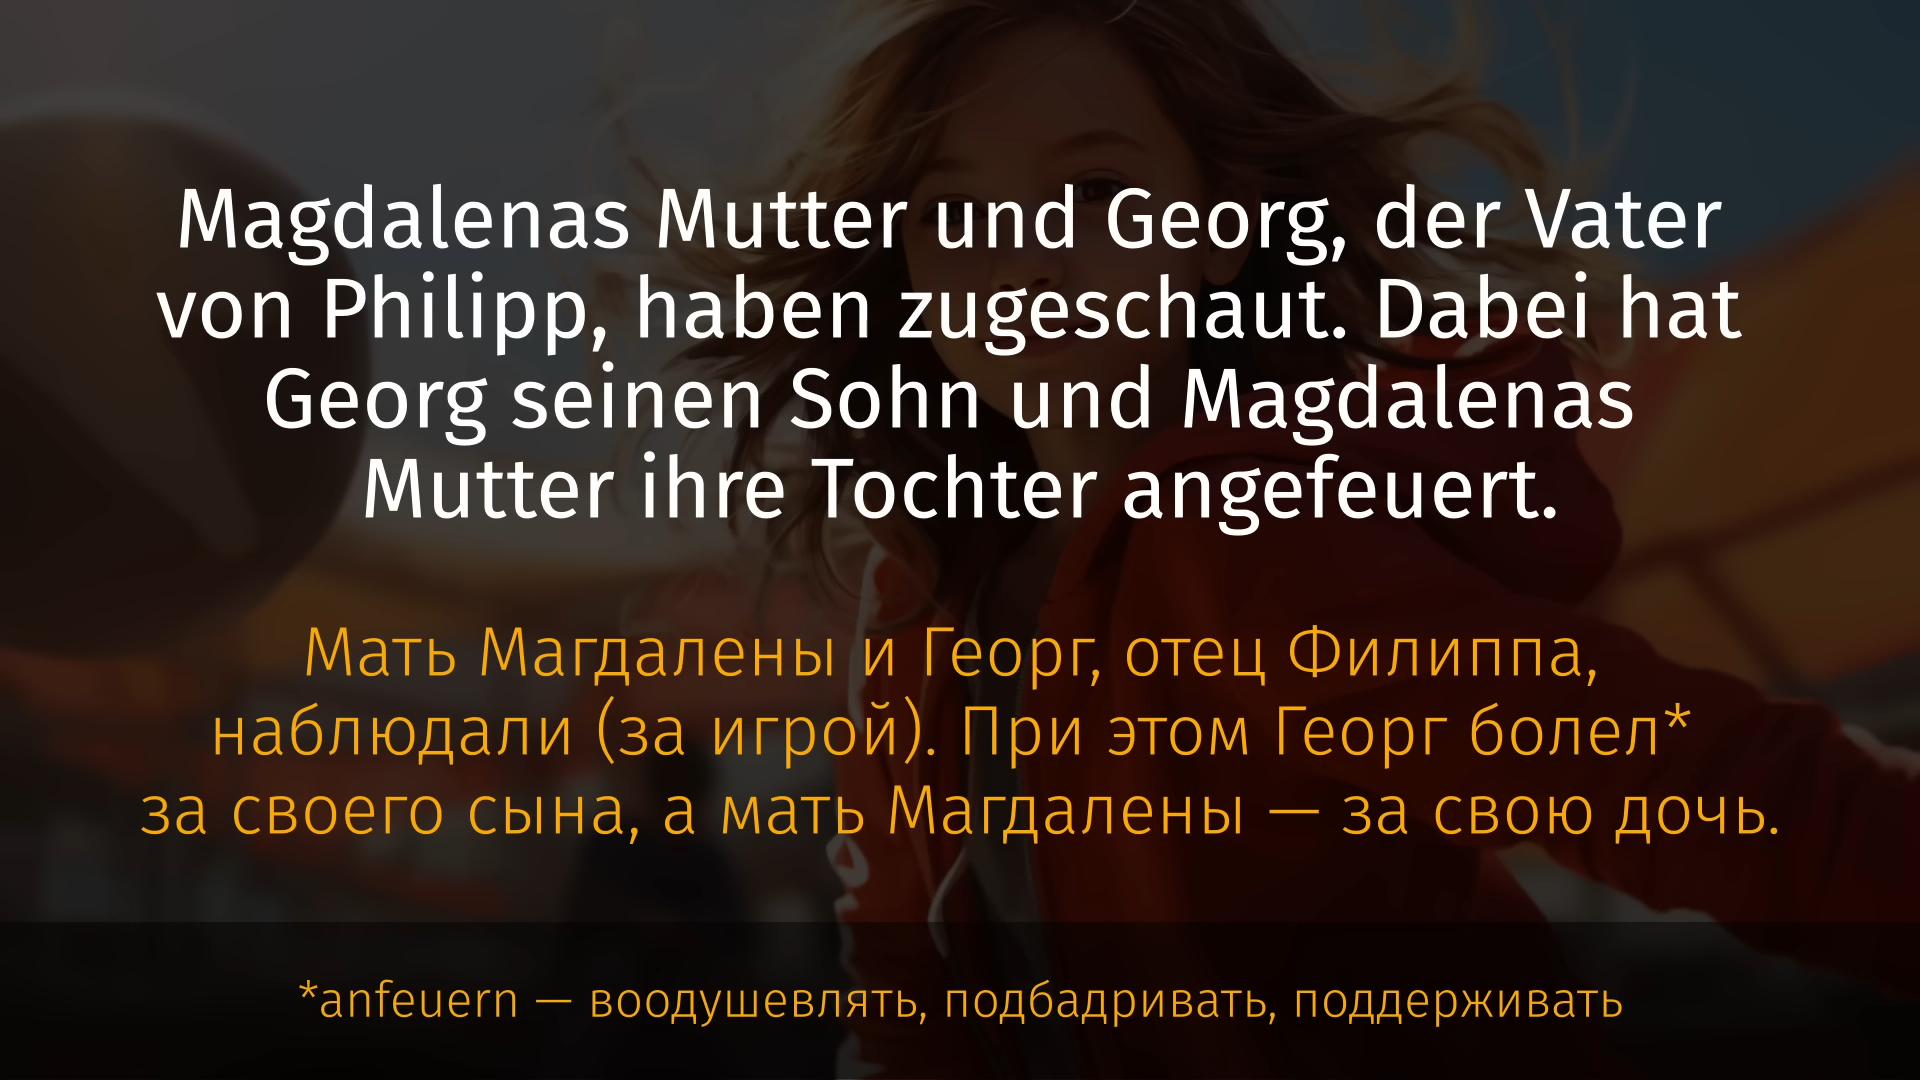 Magdalenas Mutter und Georg, der Vater
von Philipp, haben zugeschaut. Dabei hat
Georg seinen Sohn und Magdalenas
Mutter ihre Tochter angefeuert.
Мать Магдалены и Георг, отец Филиппа,
наблюдали (за игрой). При этом Георг болел*
за своего сына, а мать Магдалены — за свою дочь.
*anfeuern — воодушевлять, подбадривать, поддерживать